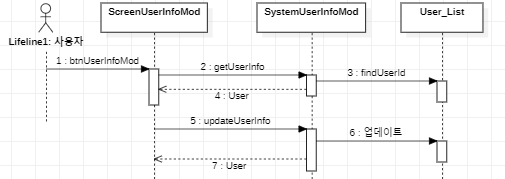 ScreenUserInfoMod
SystemUserInfoMod
User_List
Lifeline1: 사용자
1 : btnUserInfoMod
2 : getUserInfo
3 : findUserId
4 : User
5 : updateUserInfo
6 : 업데이트
7 : User